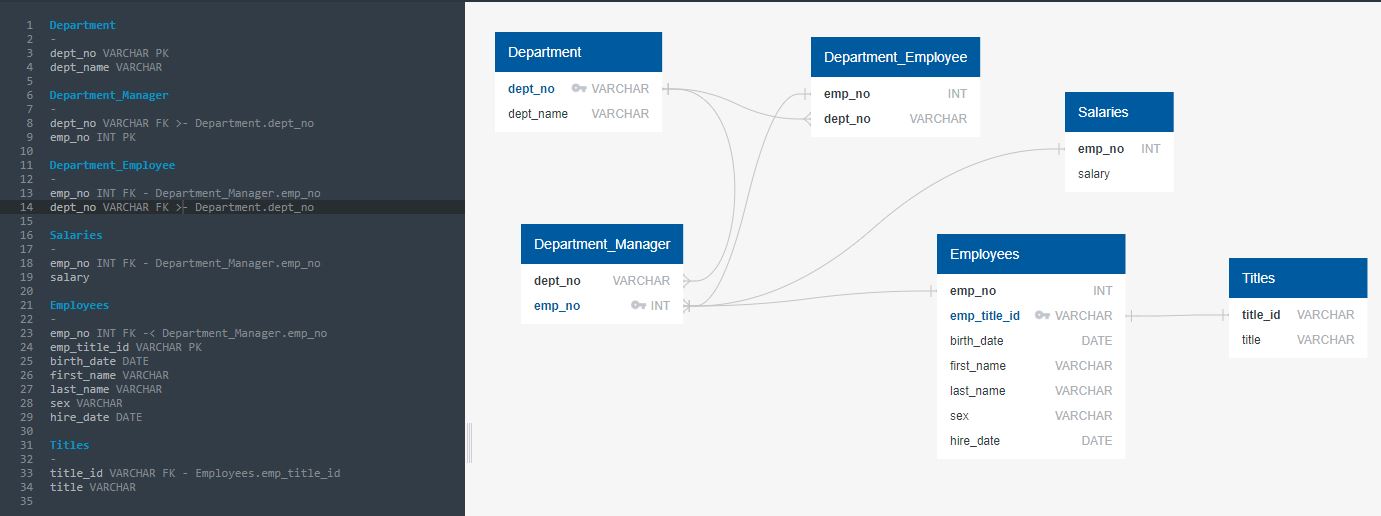 1 Department
2 -
3 dept_no VARCHAR PK
4 dept_name VARCHAR
5
6 Department_Manager
7 -
8 dept_no VARCHAR FK >- Department.dept_no
9 emp_no INT PK
10
11 Department_Employee
12 -
13 emp_no INT FK - Department_Manager.emp_no
14 dept_no VARCHAR FK >- Department.dept_no
15
16 Salaries
17 -
18 emp_no INT FK - Department_Manager.emp_no
19 salary
20
21 Employees
22 -
23 emp_no INT FK -< Department_Manager.emp_no
24 emp_title_id VARCHAR PK
25 birth_date DATE
26 first_name VARCHAR
27 last_name VARCHAR
28 sex VARCHAR
29 hire_date DATE
30
31 Titles
32 -
33 title_id VARCHAR FK - Employees.emp_title_id
34 title VARCHAR
35
Department
dept_no VARCHAR
dept_name VARCHAR
Department_Employee
emp_no INT
dept_no VARCHAR
Salaries
emp_no INT
salary
Department_Manager
dept_no VARCHAR
emp_no INT
Employees
emp_no INT
emp_title_id VARCHAR
birth_date DATE
first_name VARCHAR
last_name VARCHAR
sex VARCHAR
hire_date DATE
Titles
title_id VARCHAR
title VARCHAR